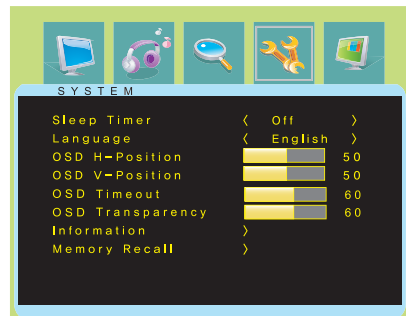 SYSTEM
Sleep Timer 〈 Off 〉
Language 〈 English 〉
OSD H-Position 50
OSD V-Position 50
OSD Timeout 60
OSD Transparency 60
Information 〉
Memory Recall 〉